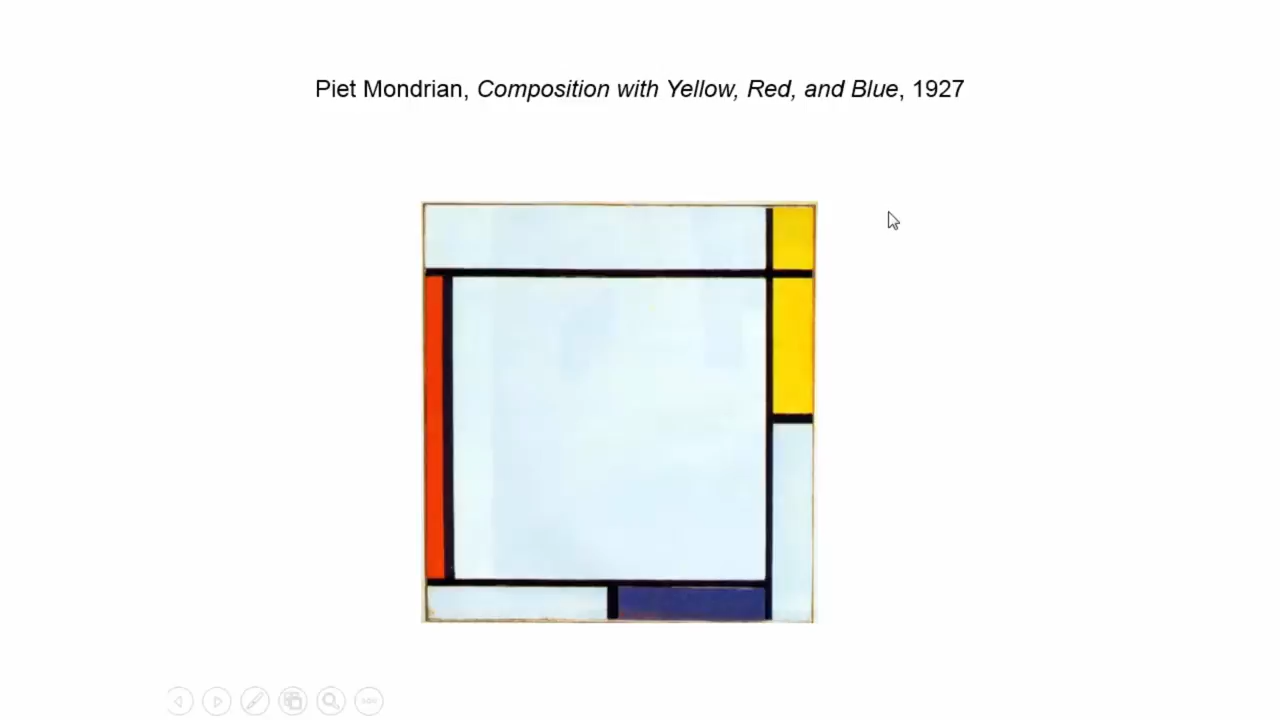 Piet Mondrian, Composition with Yellow, Red, and Blue, 1927